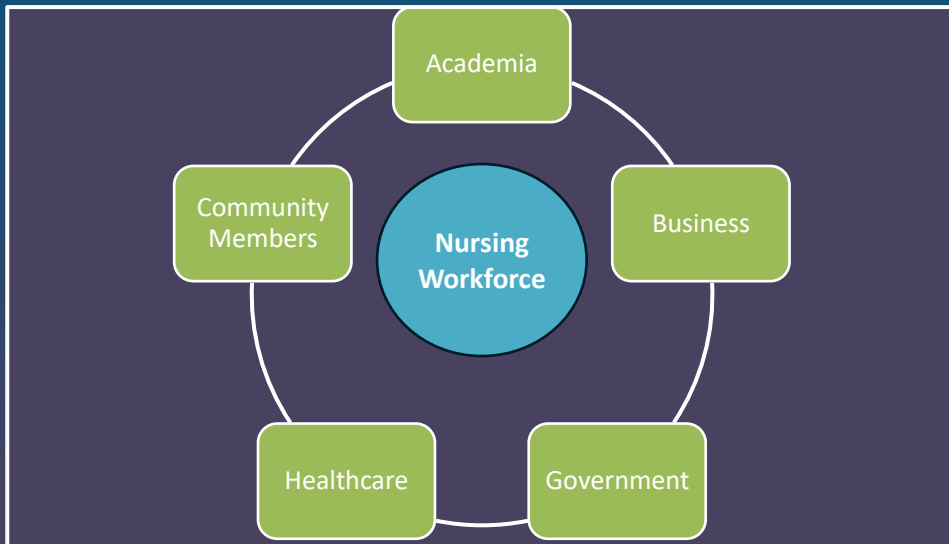 Academia
Community
Members
Business
Nursing
Workforce
Healthcare
Government